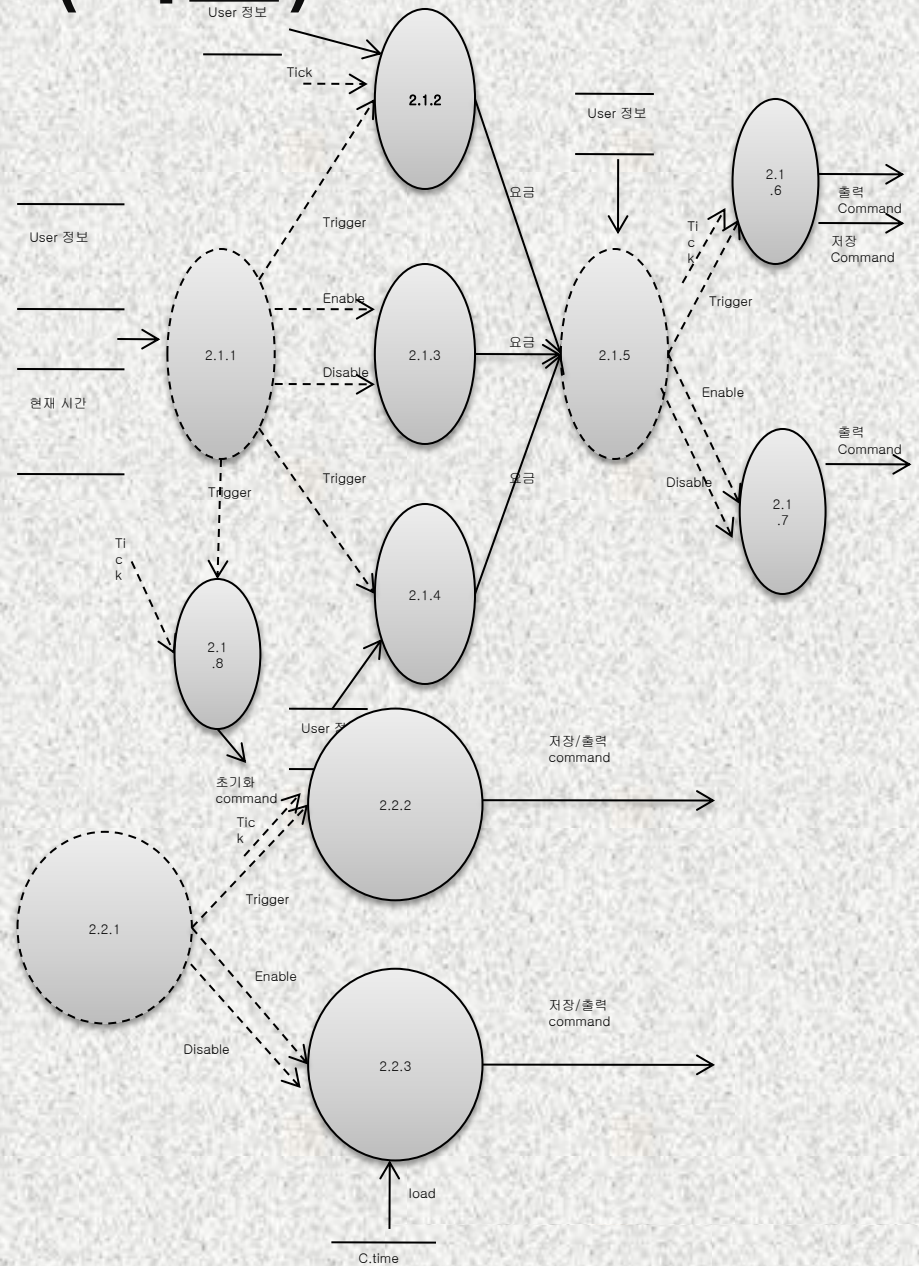 User 정보
Tick
2.1.2
User 정보
2.1
.6
출력
Command
저장
Command
요금
Trigger
Ti
c
k
User 정보
Enable
Trigger
2.1.1
2.1.3
요금
2.1.5
Disable
Enable
현재 시간
출력
Command
Trigger
Trigger
요금
Disable
2.1
.7
Ti
c
k
2.1.4
2.1
.8
User 정
저장/출력
command
초기화
command
2.2.2
Tic
k
Trigger
2.2.1
Enable
저장/출력
command
Disable
2.2.3
load
C.time